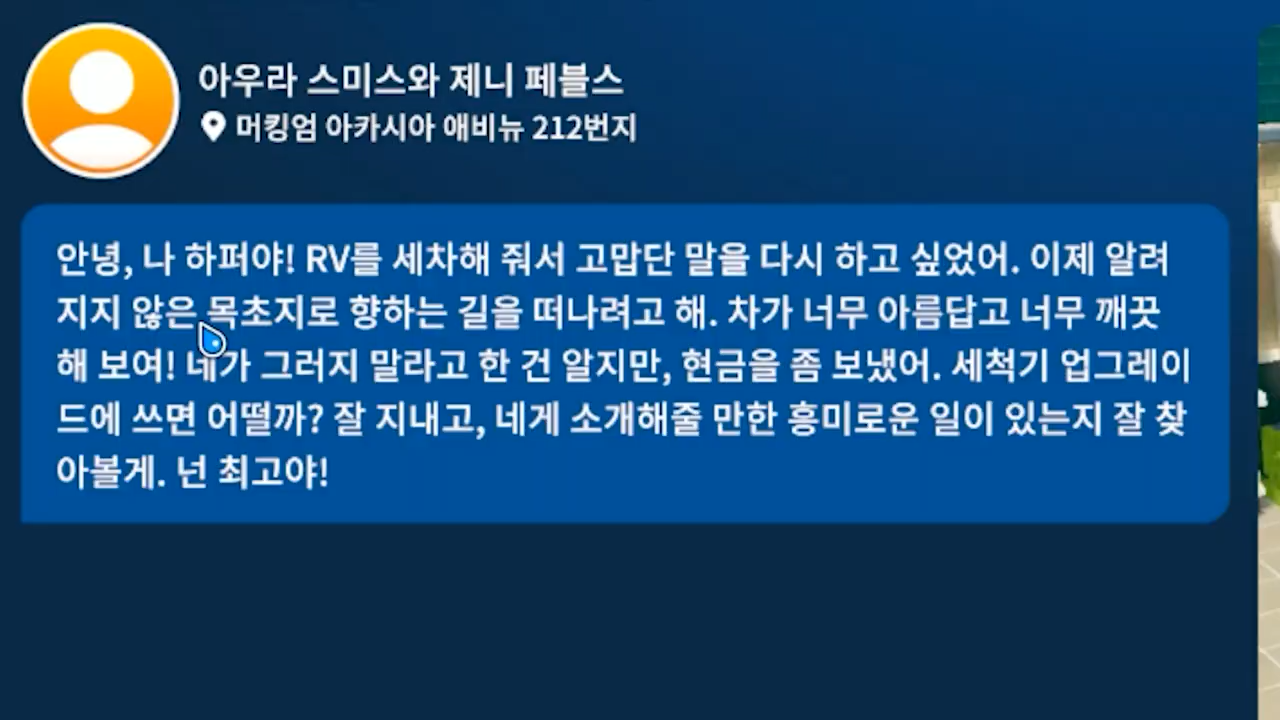 아우라 스미스와 제니 페블스
머킹엄 아카시아 애비뉴 212번지
안녕, 나 하퍼야! RV를 세차해 줘서 고맙단 말을 다시 하고 싶었어. 이제 알려
지지 않은 목초지로 향하는 길을 떠나려고 해. 차가 너무 아름답고 너무 깨끗
해 보여! 네가 그러지 말라고 한 건 알지만, 현금을 좀 보냈어. 세척기 업그레이
드에 쓰면 어떨까? 잘 지내고, 네게 소개해줄 만한 흥미로운 일이 있는지 잘 찾
아볼게. 넌 최고야!